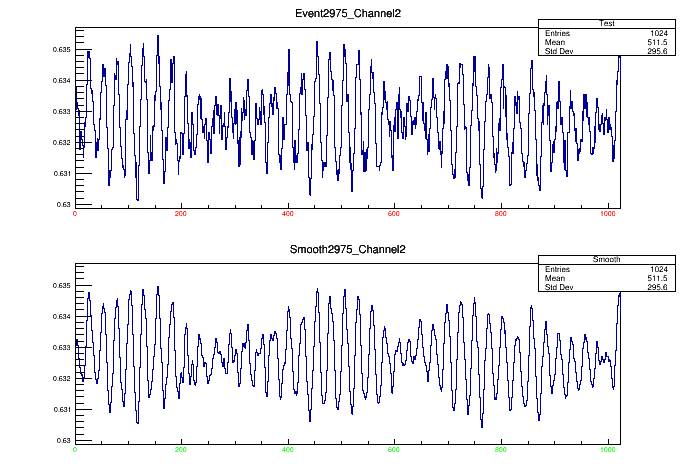 Event2975_Channel2
Test
Entries 1024
Mean 511.5
Std Dev 295.6
0.635
0.634
0.633
0.632
0.631
0.63
0 200 400 600 800 1000
Smooth2975_Channel2
Smooth
Entries 1024
Mean 511.5
Std Dev 295.6
0.635
0.634
0.633
0.632
0.631
0.63
0 200 400 600 800 1000